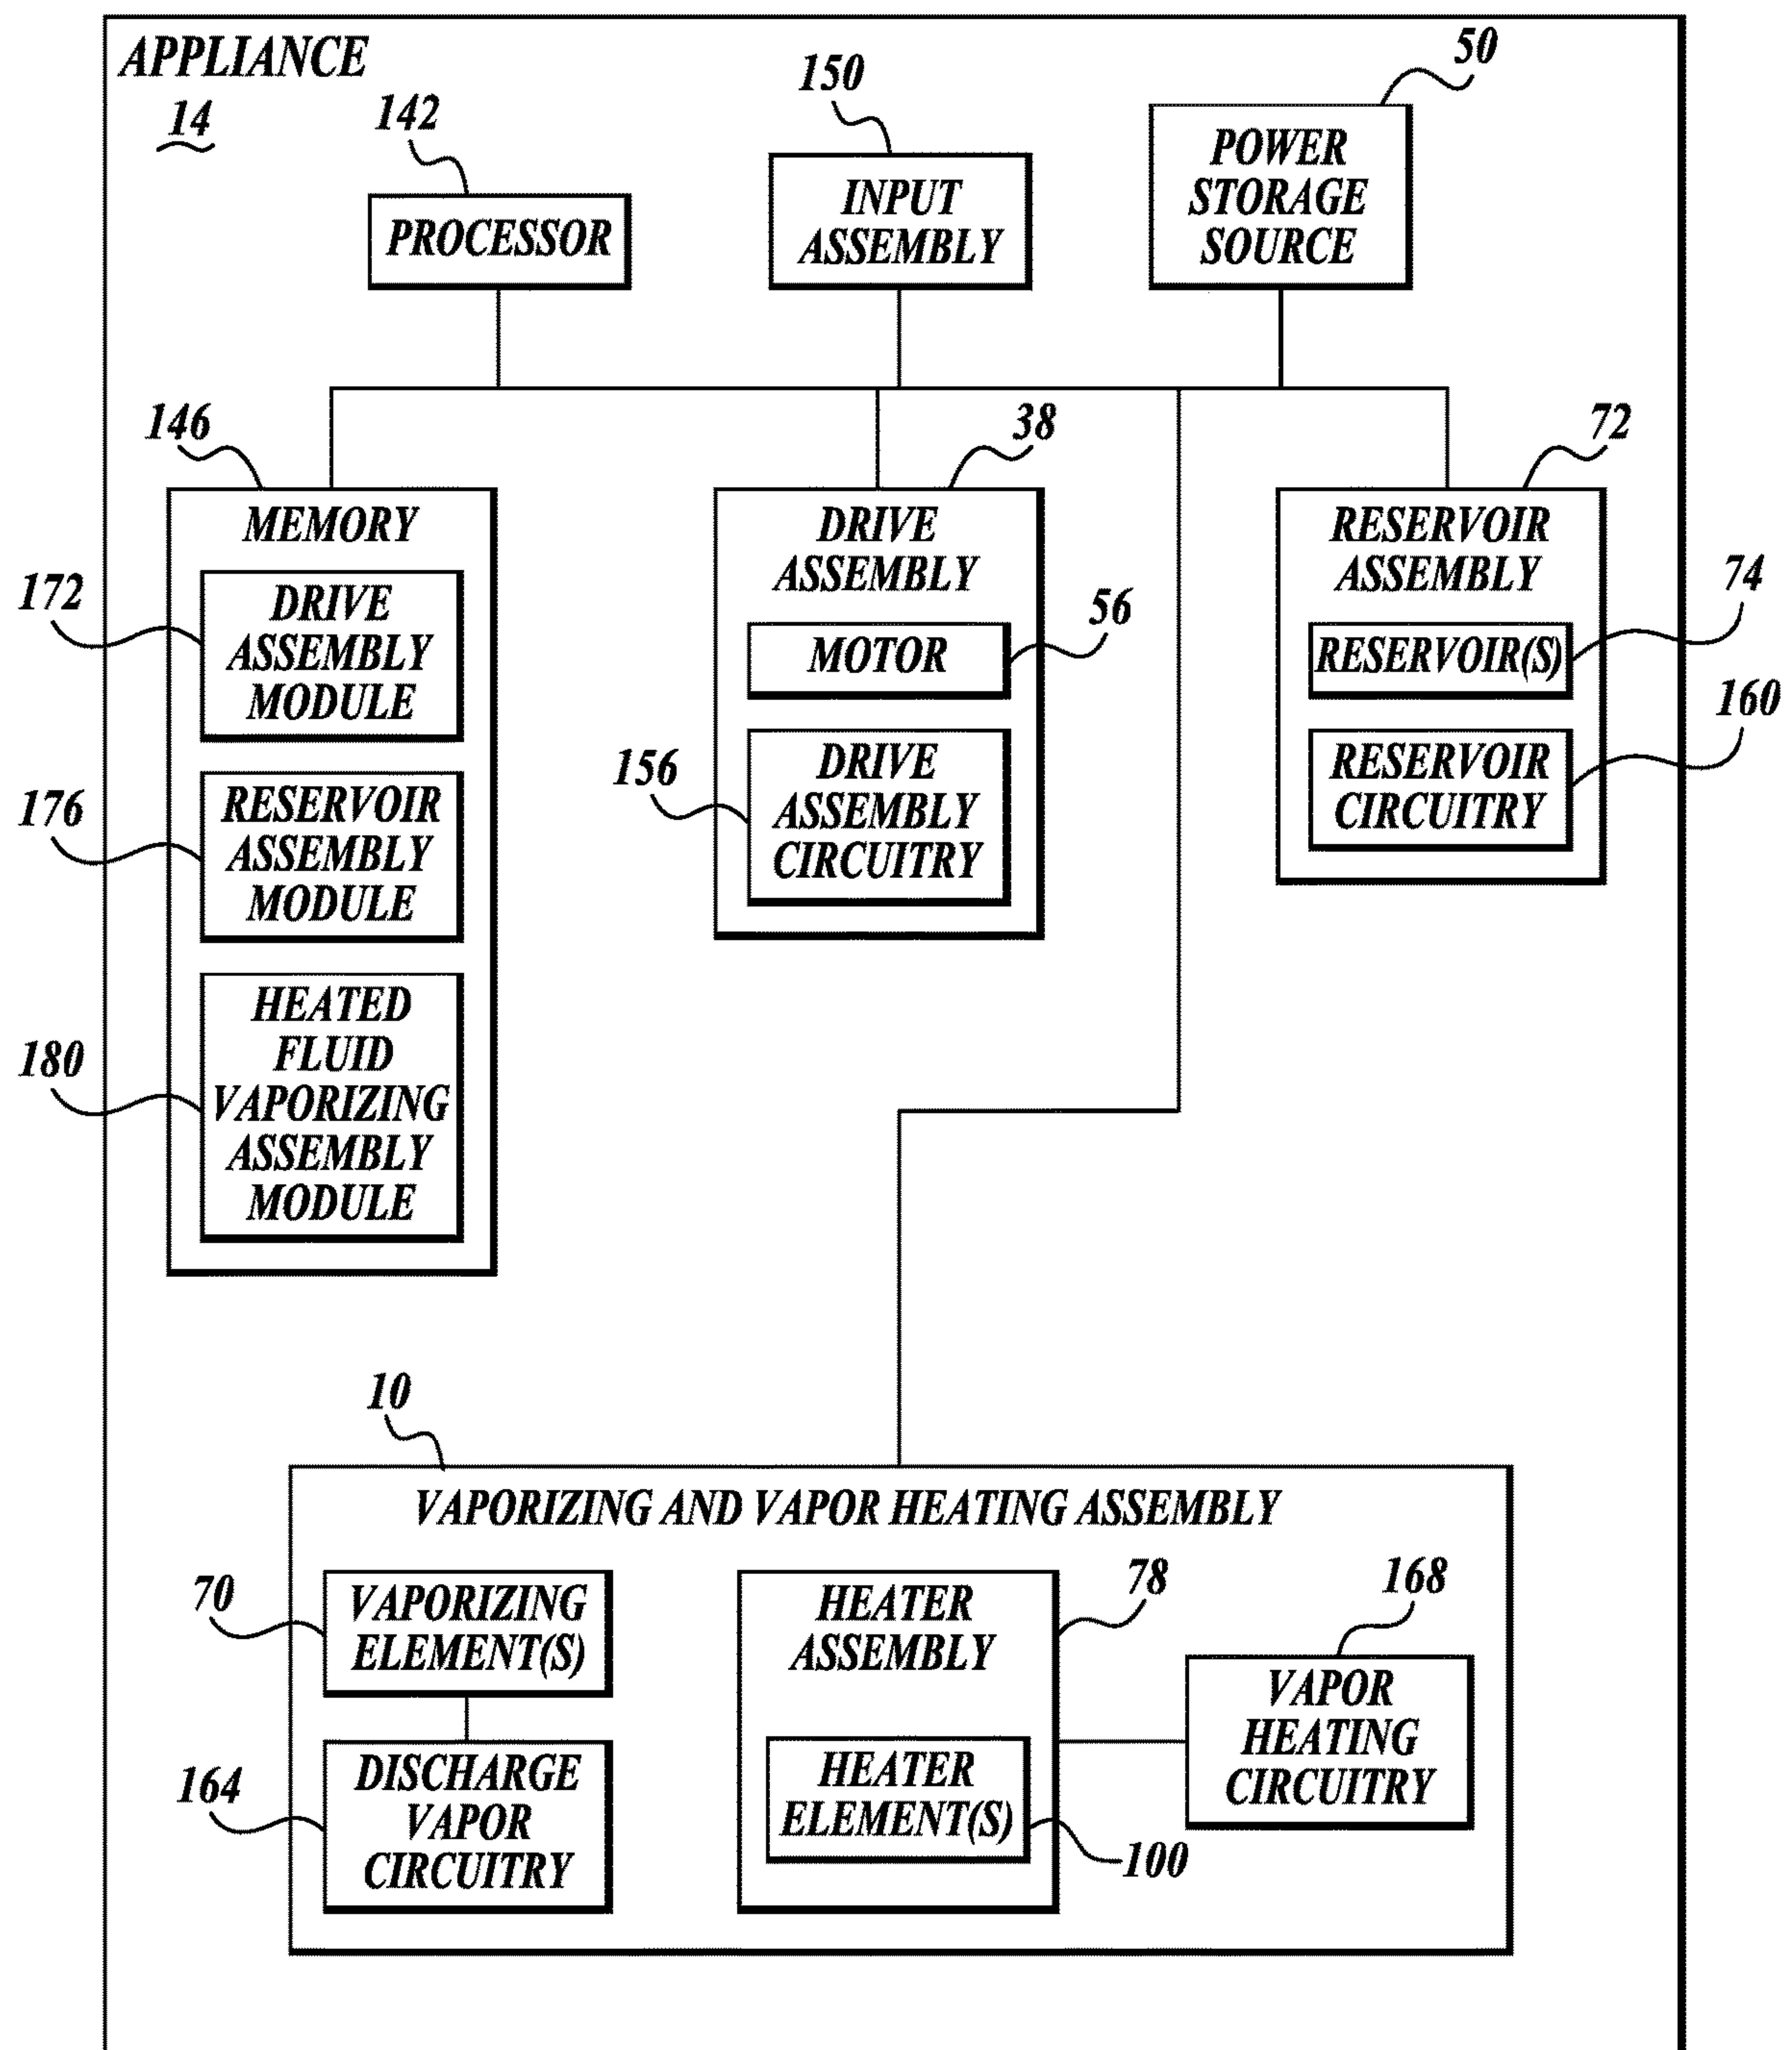 APPLIANCE
14
142
150
50
PROCESSOR
INPUT
ASSEMBLY
POWER
STORAGE
SOURCE
146
38
72
MEMORY
172
DRIVE
ASSEMBLY
MODULE
176
RESERVOIR
ASSEMBLY
MODULE
180
HEATED
FLUID
VAPORIZING
ASSEMBLY
MODULE
DRIVE
ASSEMBLY
56
MOTOR
156
DRIVE
ASSEMBLY
CIRCUITRY
RESERVOIR
ASSEMBLY
74
RESERVOIR(S)
160
RESERVOIR
CIRCUITRY
10
VAPORIZING AND VAPOR HEATING ASSEMBLY
70
VAPORIZING
ELEMENT(S)
164
DISCHARGE
VAPOR
CIRCUITRY
78
HEATER
ASSEMBLY
HEATER
ELEMENT(S)
100
168
VAPOR
HEATING
CIRCUITRY